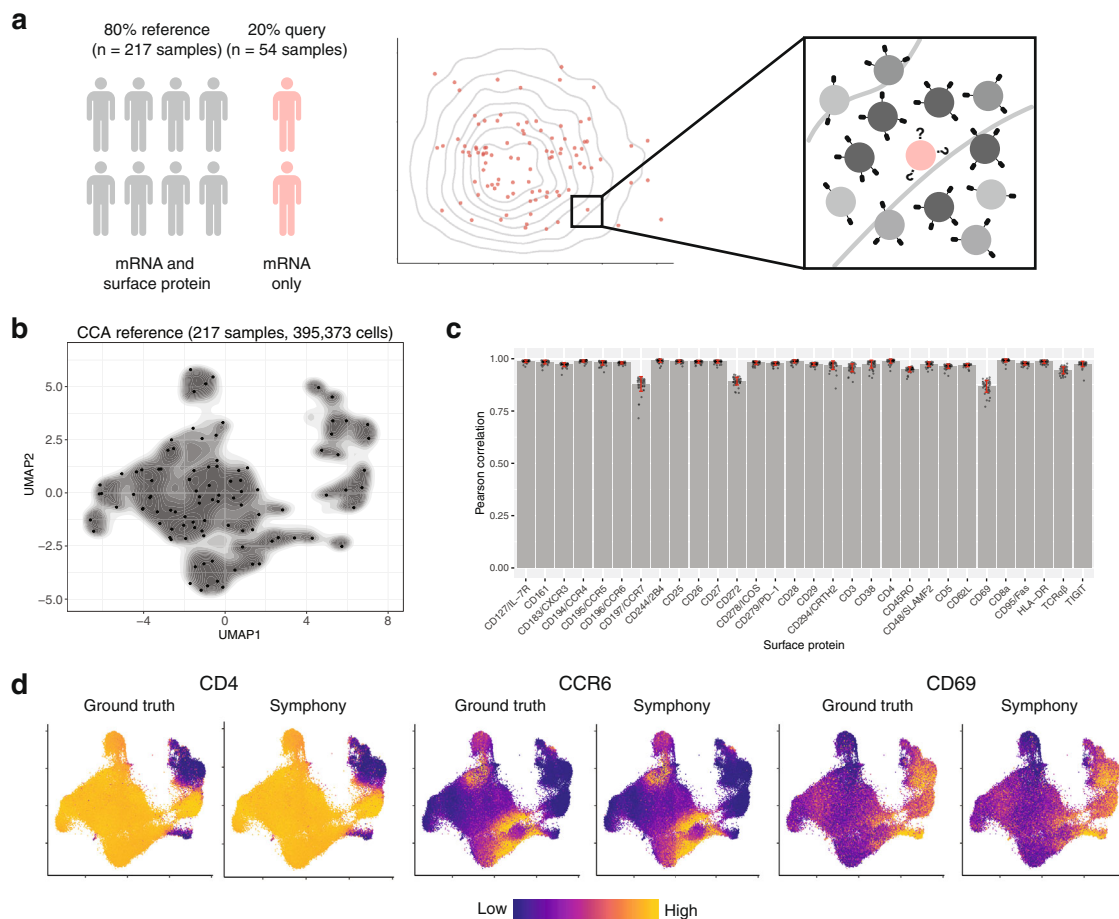 a
80% reference
(n = 217 samples)
20% query
(n = 54 samples)
mRNA and
surface protein
mRNA
only
?
?
?
b
CCA reference (217 samples, 395,373 cells)
UMAP2
5.0
2.5
0.0
−2.5
−5.0
−4
0
4
UMAP1
c
Pearson correlation
1.00
0.75
0.50
0.25
0.00
CD127/IL−7R
CD161
CD183/CXCR3
CD194/CCR4
CD195/CCR5
CD196/CCR6
CD197/CCR7
CD244/2B4
CD25
CD26
CD27
CD272
CD278/ICOS
CD279/PD−1
CD28
CD29
CD294/CRTH2
CD3
CD38
CD4
CD45RO
CD48/SLAMF2
CD5
CD62L
CD69
CD8a
CD95/Fas
HLA−DR
TCRαβ
TIGIT
Surface protein
d
CD4
Ground truth
Symphony
CCR6
Ground truth
Symphony
CD69
Ground truth
Symphony
Low
High